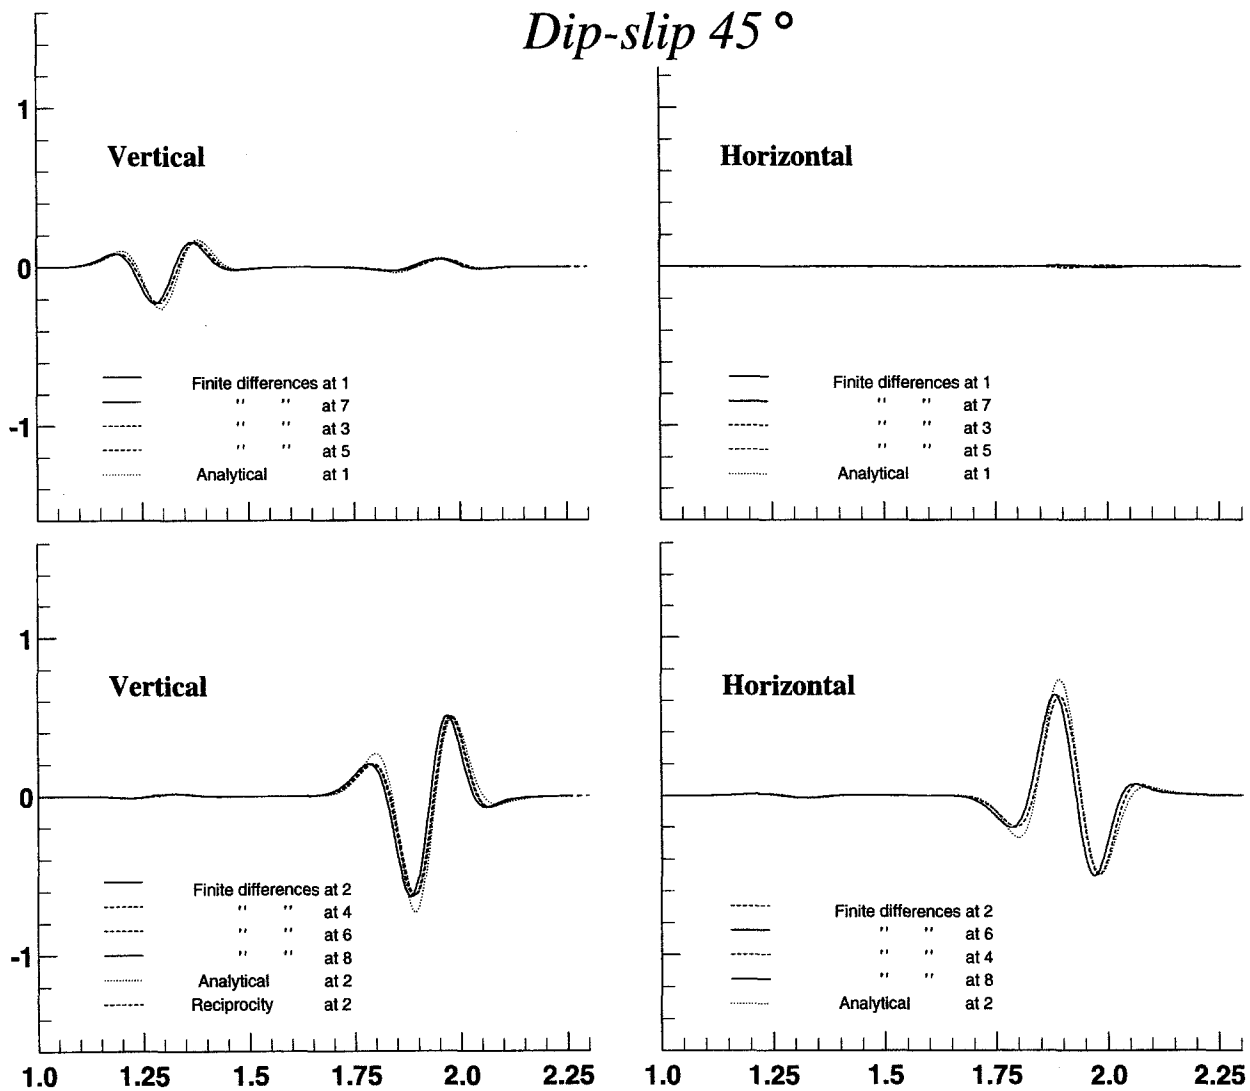 Dip-slip 45°
1
0
-1
Vertical
Finite differences at 1
" " at 7
" " at 3
" " at 5
Analytical at 1
Horizontal
Finite differences at 1
" " at 7
" " at 3
" " at 5
Analytical at 1
1
0
-1
Vertical
Finite differences at 2
" " at 4
" " at 6
" " at 8
Analytical at 2
Reciprocity at 2
1.0 1.25 1.75 2.0 2.25
Horizontal
Finite differences at 2
" " at 6
" " at 4
" " at 8
Analytical at 2
1.0 1.25 1.75 2.0 2.25